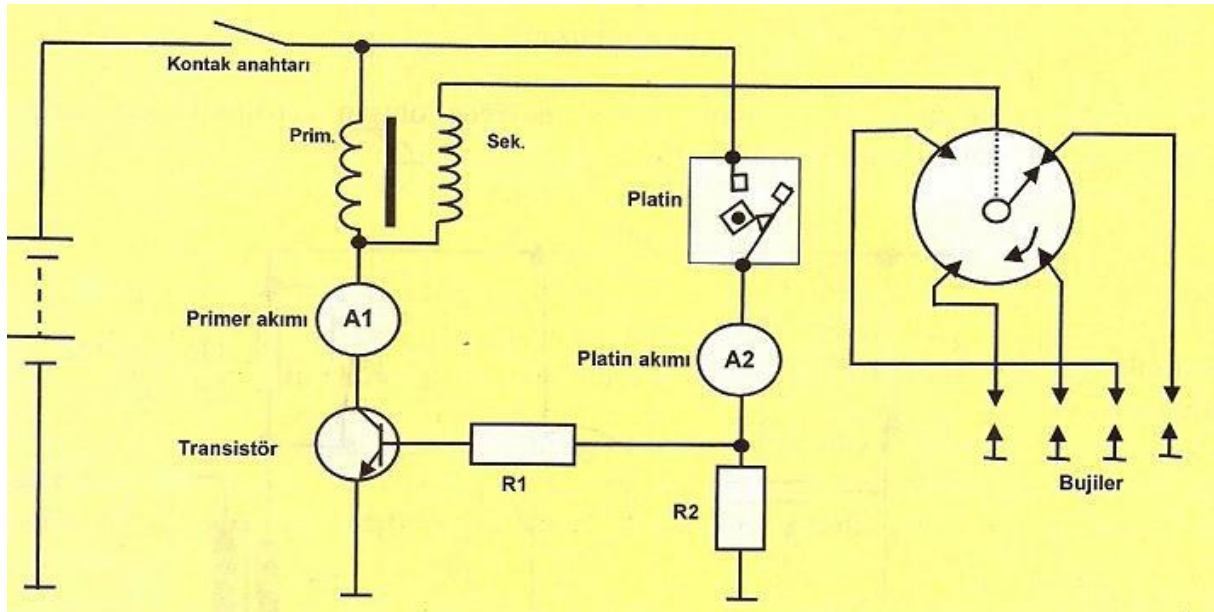 Kontak anahtarı
Prim.
Sek.
Platin
Primer akımı
A1
Platin akımı
A2
Transistör
R1
R2
Bujiler